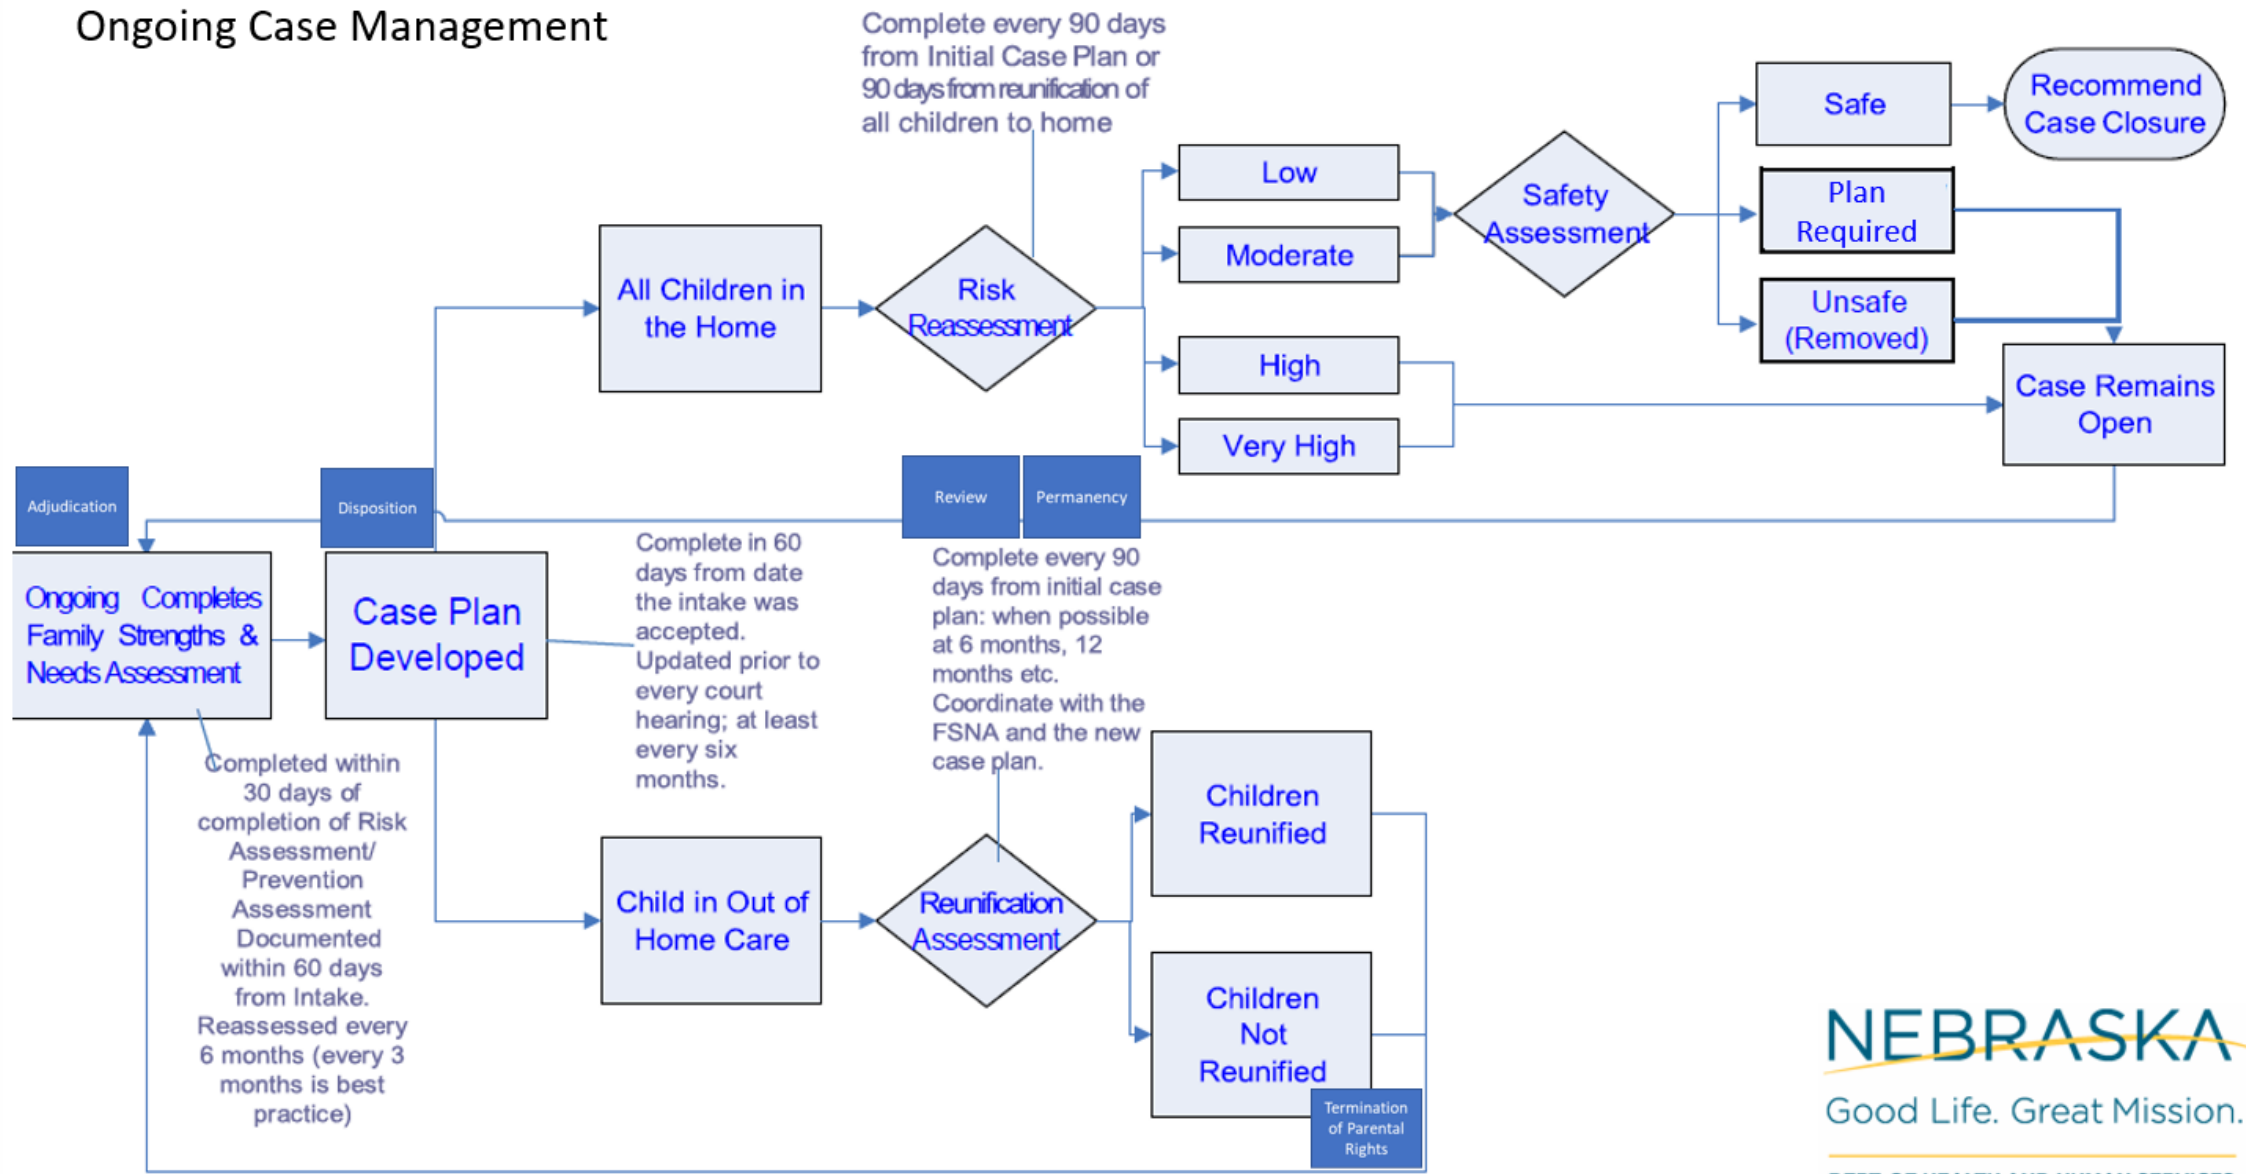 Ongoing Case Management
Complete every 90 days
from Initial Case Plan or
90 days from reunification of
all children to home
Safe
Recommend
Case Closure
Low
Moderate
Safety
Assessment
Plan
Required
Unsafe
(Removed)
All Children in
the Home
Risk
Reassessment
High
Very High
Case Remains
Open
Adjudication
Disposition
Review
Permanency
Ongoing Completes
Family Strengths &
Needs Assessment
Case Plan
Developed
Complete in 60
days from date
the intake was
accepted.
Updated prior to
every court
hearing; at least
every six
months.
Complete every 90
days from initial case
plan: when possible
at 6 months, 12
months etc.
Coordinate with the
FSNA and the new
case plan.
Completed within
30 days of
completion of Risk
Assessment/
Prevention
Assessment
Documented
within 60 days
from Intake.
Reassessed every
6 months (every 3
months is best
practice)
Child in Out of
Home Care
Reunification
Assessment
Children
Reunified
Children
Not
Reunified
Termination
of Parental
Rights
NEBRASKA
Good Life. Great Mission.
DEPT. OF HEALTH AND HUMAN SERVICES